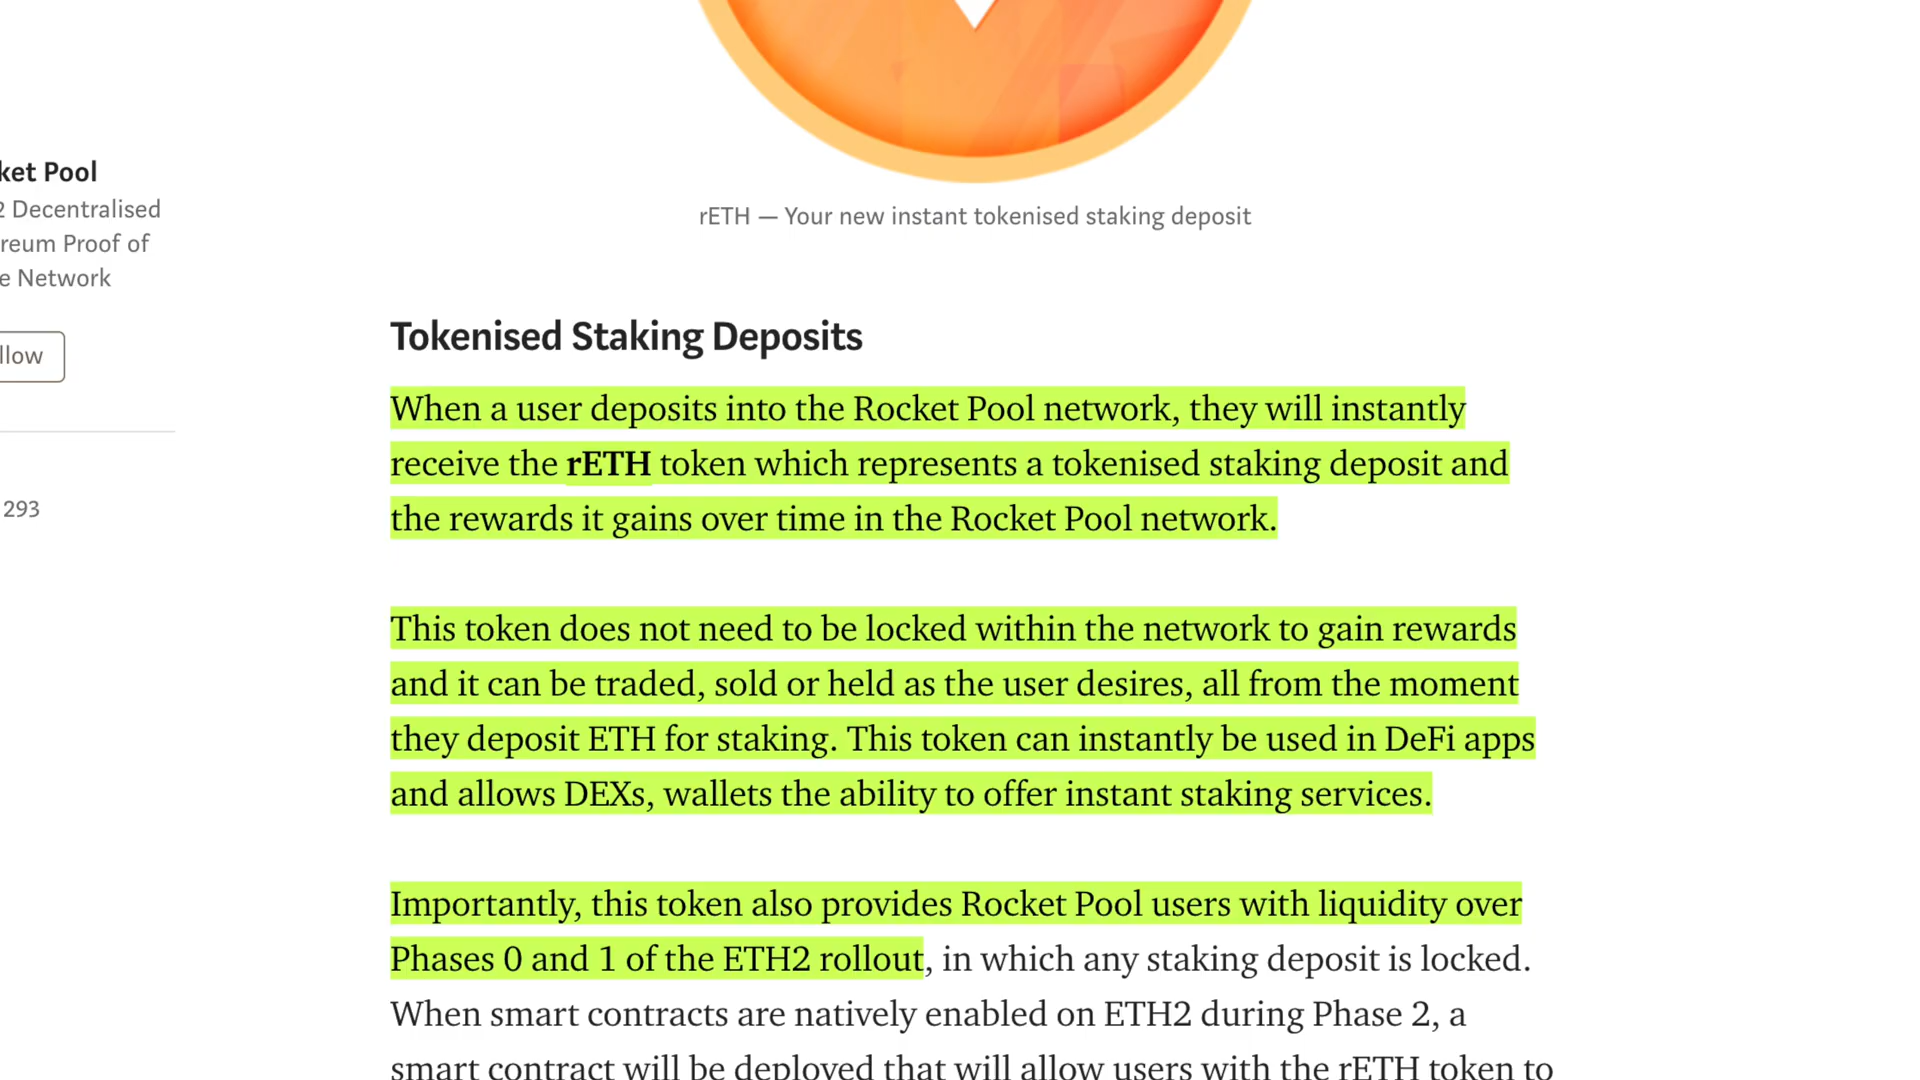 ket Pool
2 Decentralised
reum Proof of
e Network
llow
293
rETH — Your new instant tokenised staking deposit
Tokenised Staking Deposits
When a user deposits into the Rocket Pool network, they will instantly
receive the rETH token which represents a tokenised staking deposit and
the rewards it gains over time in the Rocket Pool network.
This token does not need to be locked within the network to gain rewards
and it can be traded, sold or held as the user desires, all from the moment
they deposit ETH for staking. This token can instantly be used in DeFi apps
and allows DEXs, wallets the ability to offer instant staking services.
Importantly, this token also provides Rocket Pool users with liquidity over
Phases 0 and 1 of the ETH2 rollout, in which any staking deposit is locked.
When smart contracts are natively enabled on ETH2 during Phase 2, a
smart contract will be deployed that will allow users with the rETH token to